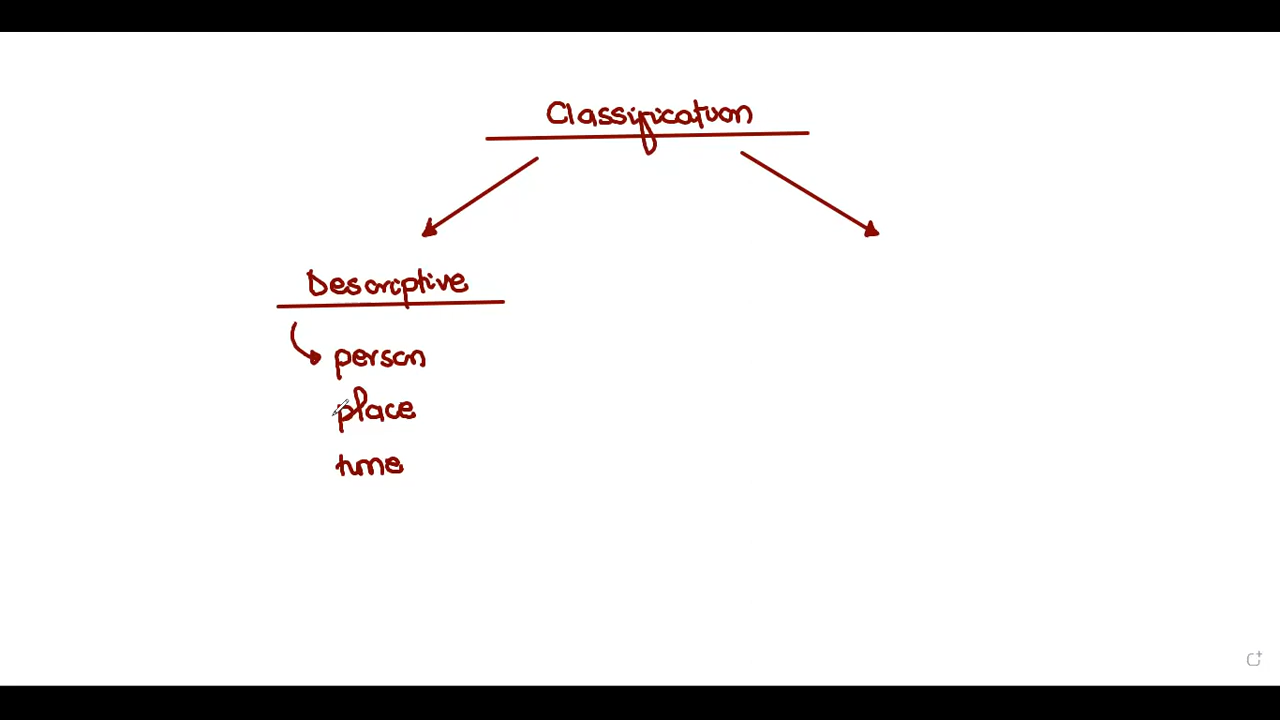 Classification
Descriptive
person
place
time